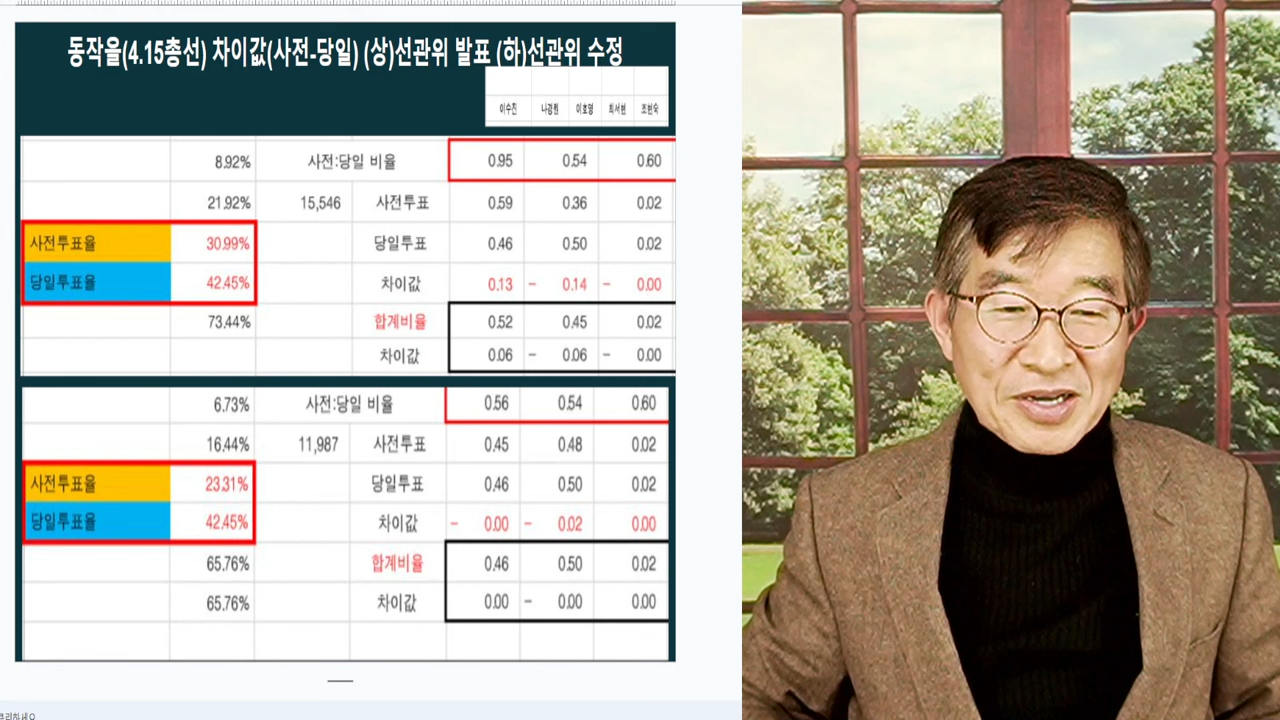 동작을(4.15총선) 차이값(사전-당일) (상)선관위 발표 (하)선관위 수정
이수진 나경원 이호영 최서현 조현숙
8.92% 사전:당일 비율 0.95 0.54 0.60
21.92% 15,546 사전투표 0.59 0.36 0.02
사전투표율 30.99% 당일투표 0.46 0.50 0.02
당일투표율 42.45% 차이값 0.13 - 0.14 - 0.00
73.44% 합계비율 0.52 0.45 0.02
차이값 0.06 - 0.06 - 0.00
6.73% 사전:당일 비율 0.56 0.54 0.60
16.44% 11,987 사전투표 0.45 0.48 0.02
사전투표율 23.31% 당일투표 0.46 0.50 0.02
당일투표율 42.45% 차이값 - 0.00 - 0.02 0.00
65.76% 합계비율 0.46 0.50 0.02
65.76% 차이값 0.00 - 0.00 0.00